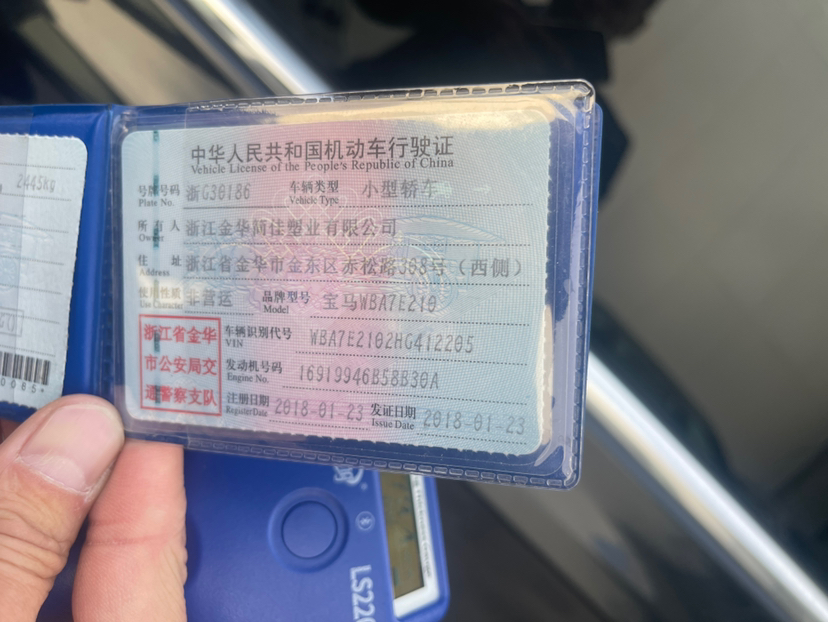 2445Kg
0065*
中华人民共和国机动车行驶证
Vehicle License of the People's Republic of China
号牌号码 浙G30186 车辆类型 小型轿车
Plate No. Vehicle Type
所有人 浙江金华简佳塑业有限公司
Owner
住址 浙江省金华市金东区赤松路388号(西侧)
Address
使用性质 非营运 品牌型号 宝马WBA7E210
Use Character Model
浙江省金华市公安局交通警察支队
车辆识别代号 WBA7E2102HG412205
VIN
发动机号码 16919946B58B30A
Engine No.
注册日期 2018-01-23 发证日期 2018-01-23
Register Date Issue Date
LS220